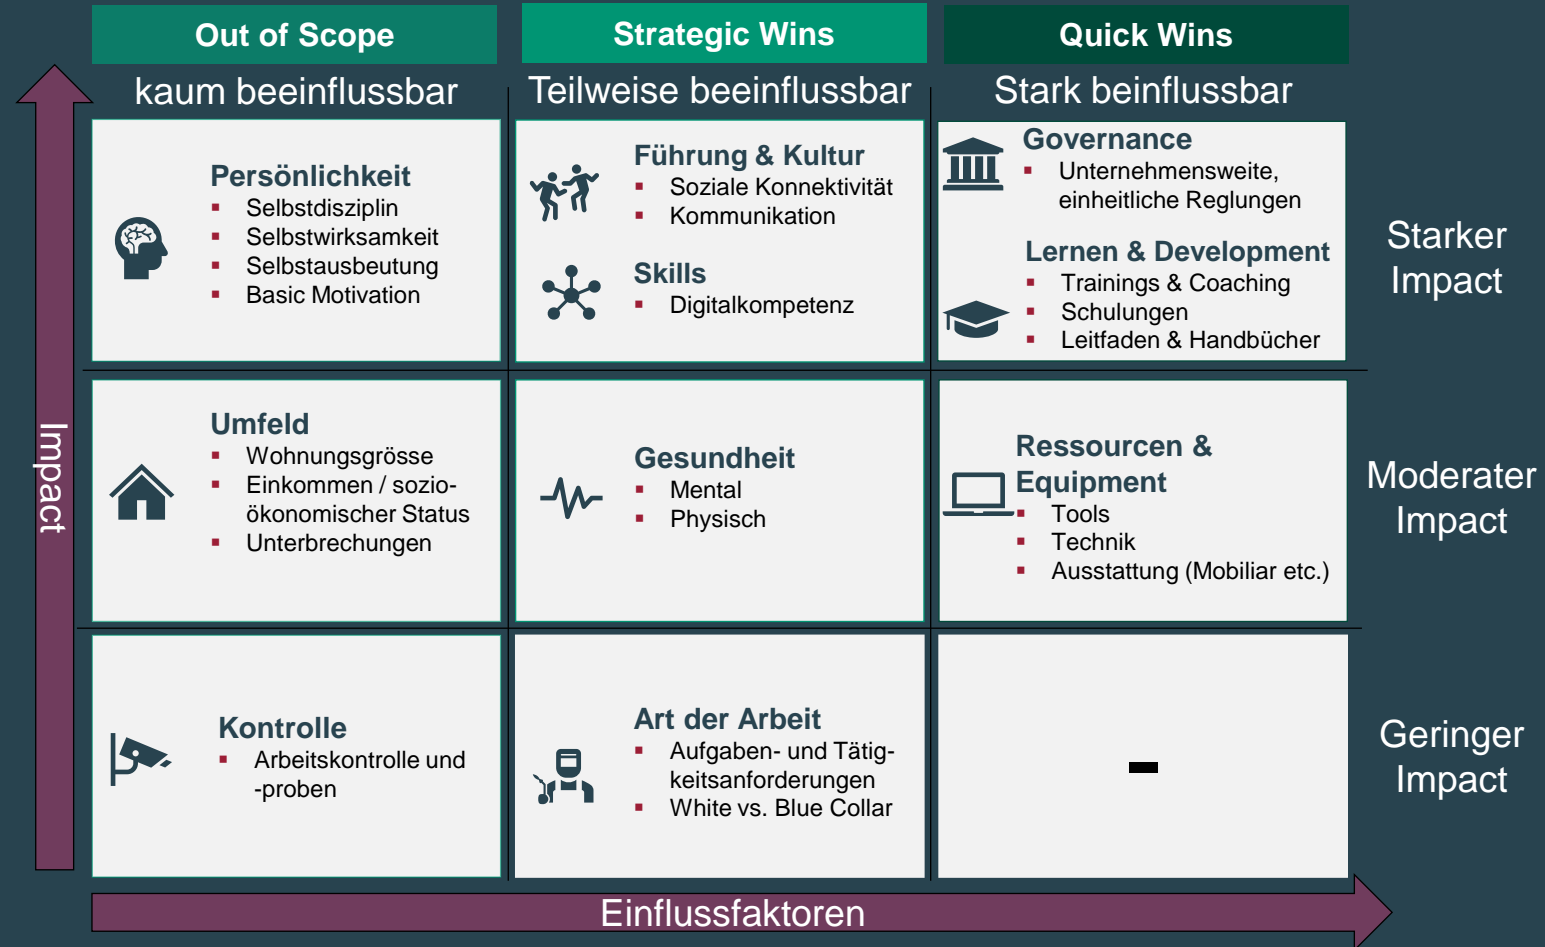 Out of Scope
Strategic Wins
Quick Wins
kaum beeinflussbar
Teilweise beeinflussbar
Stark beinflussbar
Persönlichkeit
▪ Selbstdisziplin
▪ Selbstwirksamkeit
▪ Selbstausbeutung
▪ Basic Motivation
Führung & Kultur
▪ Soziale Konnektivität
▪ Kommunikation
Skills
▪ Digitalkompetenz
Governance
▪ Unternehmensweite,
einheitliche Reglungen
Lernen & Development
▪ Trainings & Coaching
▪ Schulungen
▪ Leitfaden & Handbücher
Starker
Impact
Umfeld
▪ Wohnungsgrösse
▪ Einkommen / sozio-
ökonomischer Status
▪ Unterbrechungen
Gesundheit
▪ Mental
▪ Physisch
Ressourcen &
Equipment
▪ Tools
▪ Technik
▪ Ausstattung (Mobiliar etc.)
Moderater
Impact
Kontrolle
▪ Arbeitskontrolle und
-proben
Art der Arbeit
▪ Aufgaben- und Tätig-
keitsanforderungen
▪ White vs. Blue Collar
-
Geringer
Impact
Impact
Einflussfaktoren